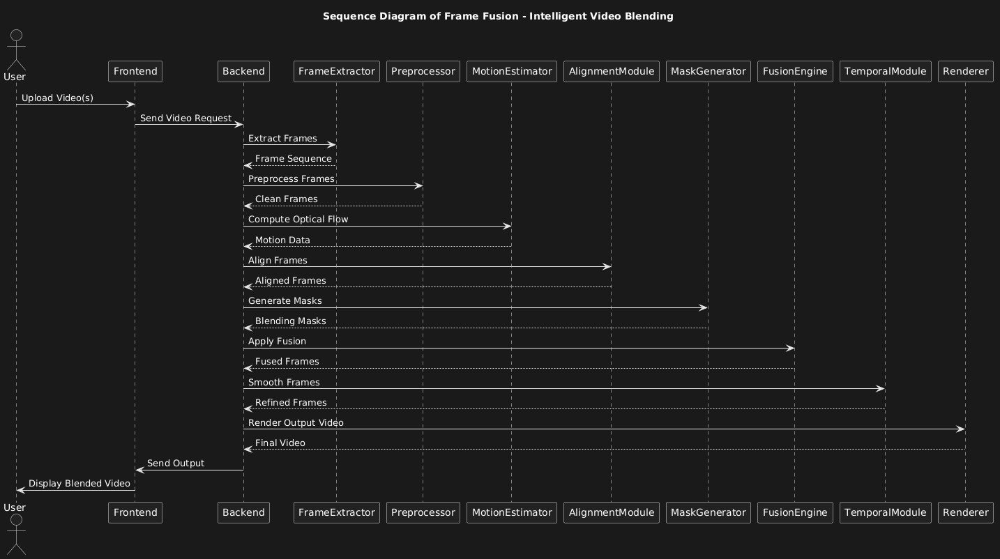 Sequence Diagram of Frame Fusion - Intelligent Video Blending
User
Frontend
Backend
FrameExtractor
Preprocessor
MotionEstimator
AlignmentModule
MaskGenerator
FusionEngine
TemporalModule
Renderer
Upload Video(s)
Send Video Request
Extract Frames
Frame Sequence
Preprocess Frames
Clean Frames
Compute Optical Flow
Motion Data
Align Frames
Aligned Frames
Generate Masks
Blending Masks
Apply Fusion
Fused Frames
Smooth Frames
Refined Frames
Render Output Video
Final Video
Send Output
Display Blended Video
User
Frontend
Backend
FrameExtractor
Preprocessor
MotionEstimator
AlignmentModule
MaskGenerator
FusionEngine
TemporalModule
Renderer